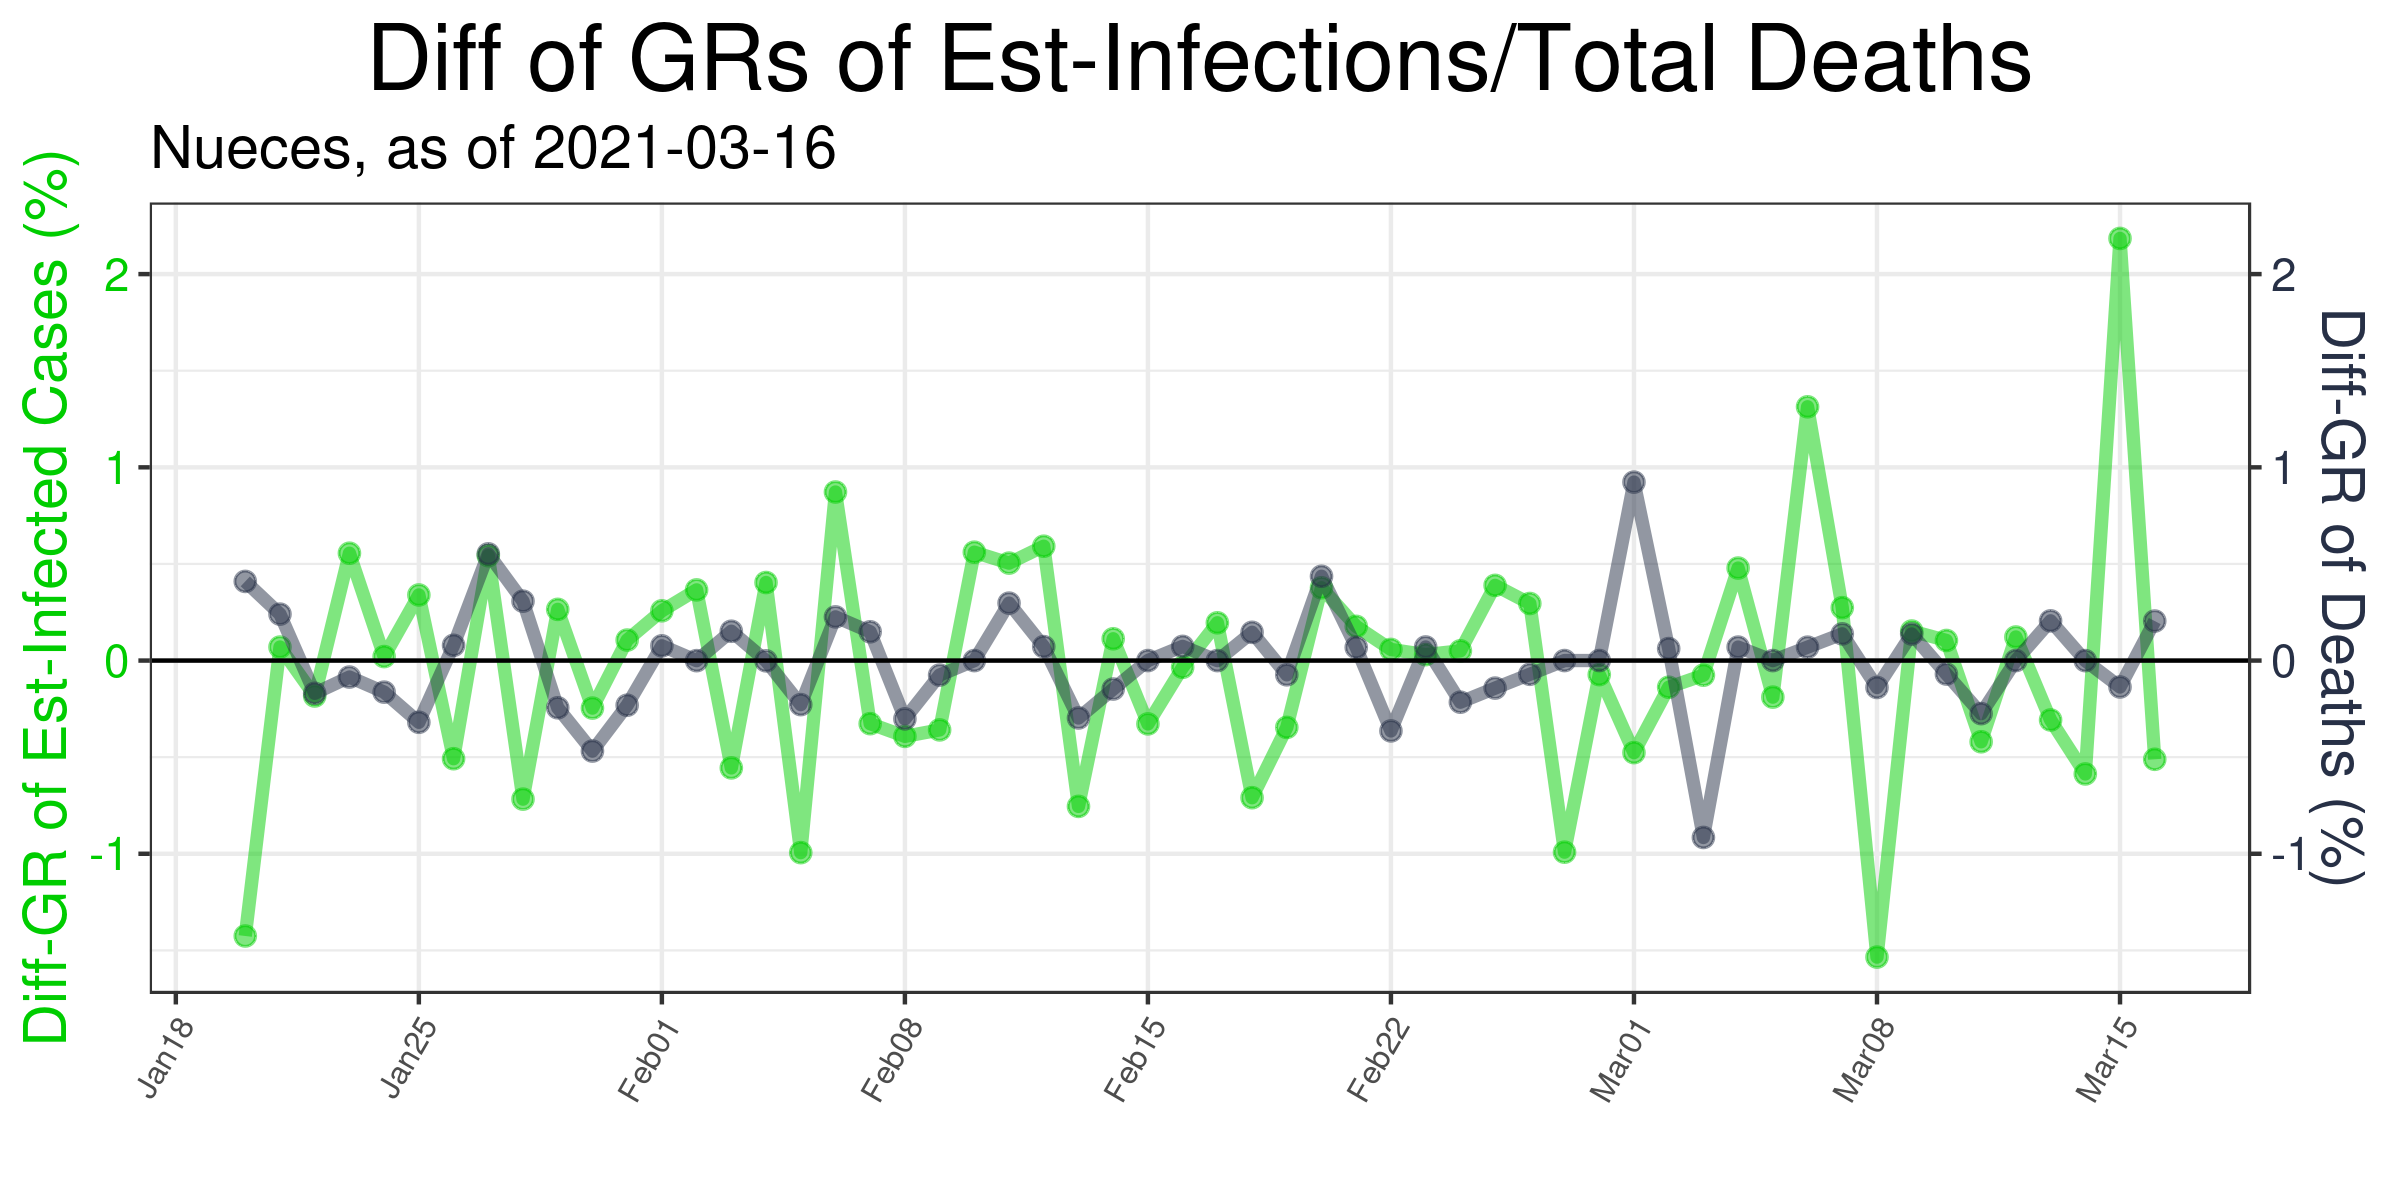 Diff of GRs of Est-Infections/Total Deaths
Nueces, as of 2021-03-16
Diff-GR of Est-Infected Cases (%)
2
1
0
-1
2
1
0
-1
Diff-GR of Deaths (%)
Jan18
Jan25
Feb01
Feb08
Feb15
Feb22
Mar01
Mar08
Mar15